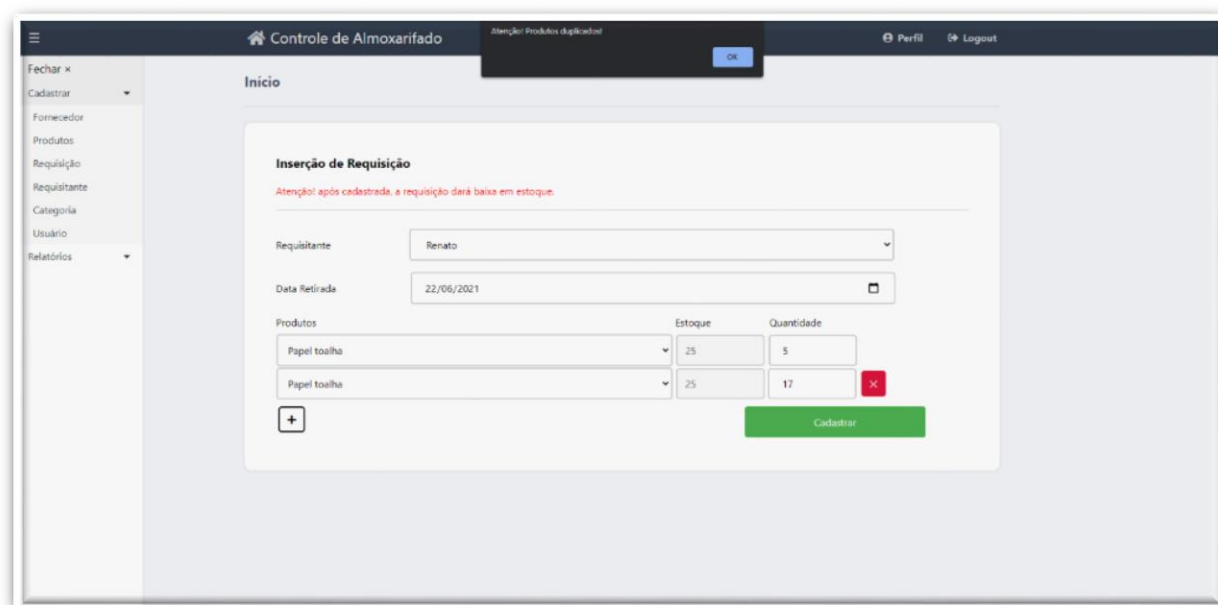 Controle de Almoxarifado
Atenção! Produtos duplicados!
OK
Perfil
Logout
Fechar ×
Cadastrar
Fornecedor
Produtos
Requisição
Requisitante
Categoria
Usuário
Relatórios
Início
Inserção de Requisição
Atenção! após cadastrada, a requisição dará baixa em estoque.
Requisitante Renato
Data Retirada 22/06/2021
Produtos Estoque Quantidade
Papel toalha 25 5
Papel toalha 25 17 ×
+ Cadastrar